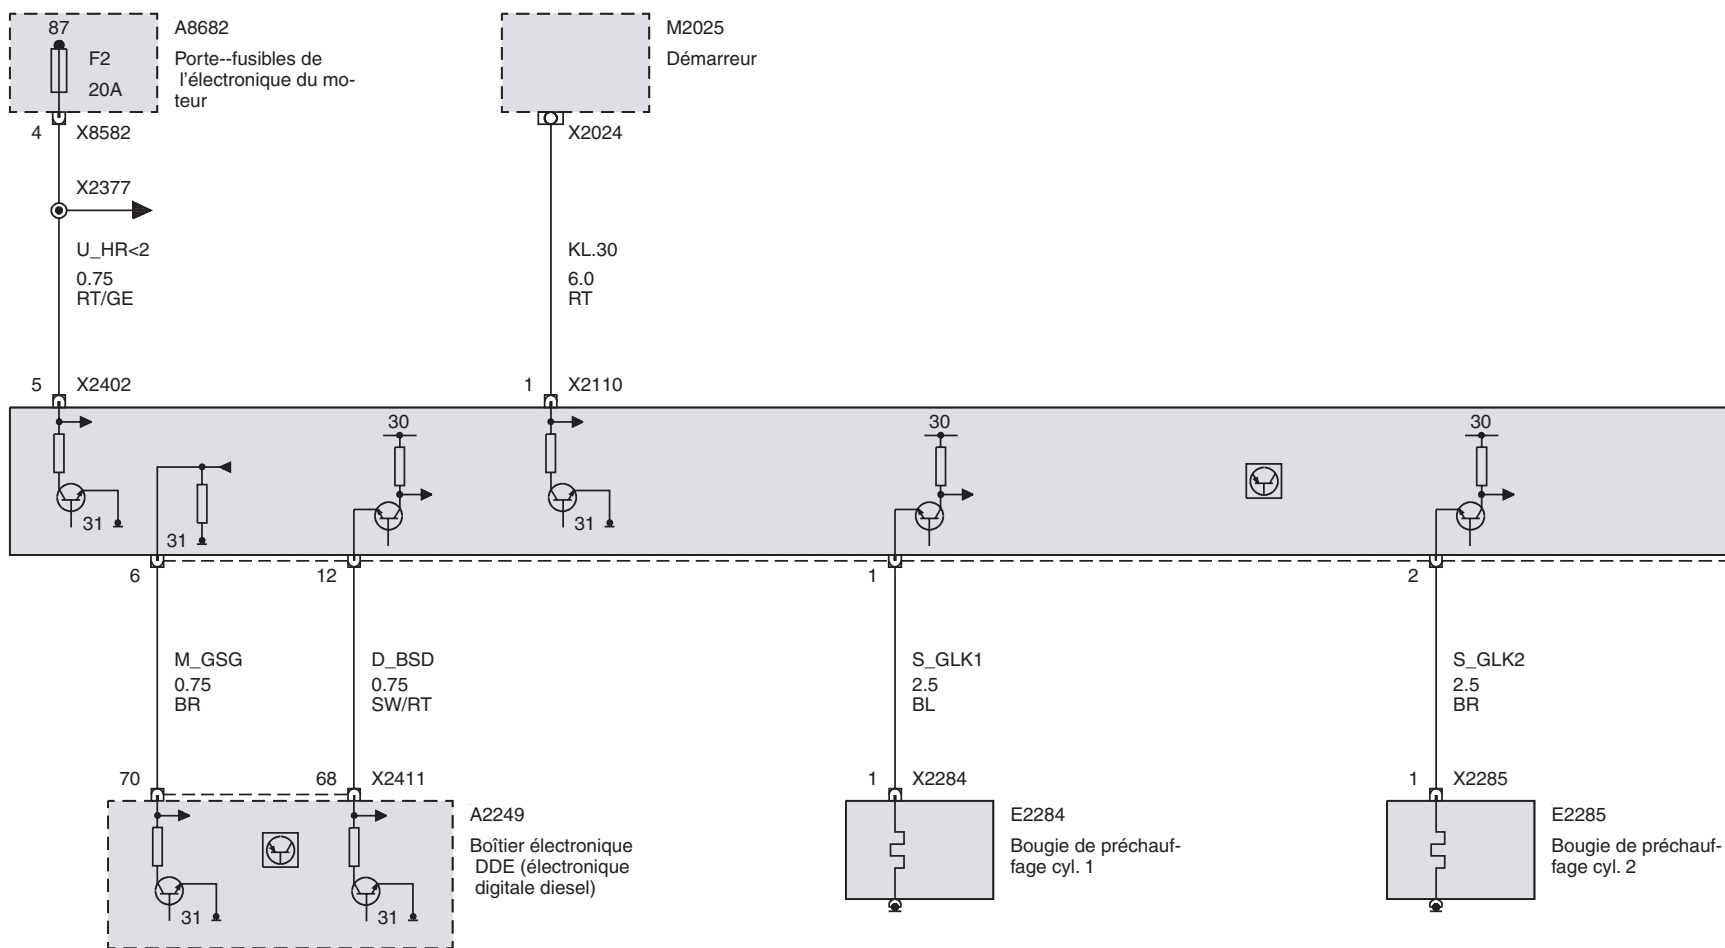 87
F2
20A
A8682
Porte--fusibles de
l'électronique du mo-
teur
4
X8582
X2377
U_HR<2
0.75
RT/GE
5
X2402
M2025
Démarreur
X2024
KL.30
6.0
RT
1
X2110
31
31
30
31
30
30
6
12
1
2
M_GSG
0.75
BR
D_BSD
0.75
SW/RT
S_GLK1
2.5
BL
S_GLK2
2.5
BR
70
68
X2411
1
X2284
1
X2285
31
31
A2249
Boîtier électronique
DDE (électronique
digitale diesel)
E2284
Bougie de préchauf-
fage cyl. 1
E2285
Bougie de préchauf-
fage cyl. 2